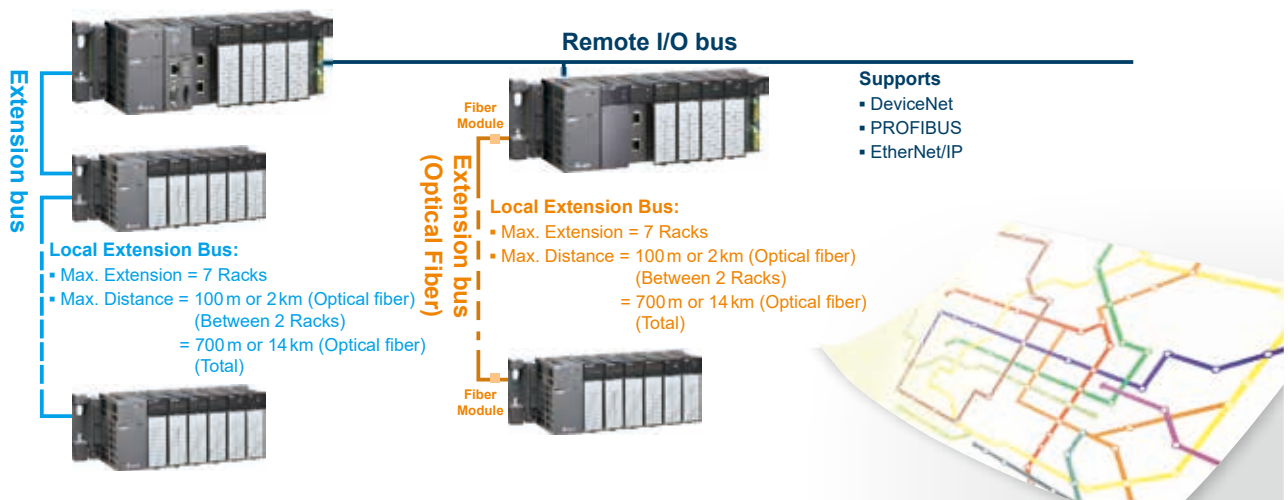 Remote I/O bus
Extension bus
Local Extension Bus:
▪ Max. Extension = 7 Racks
▪ Max. Distance = 100 m or 2 km (Optical fiber)
(Between 2 Racks)
= 700 m or 14 km (Optical fiber)
(Total)
Fiber
Module
Extension bus
(Optical Fiber)
Local Extension Bus:
▪ Max. Extension = 7 Racks
▪ Max. Distance = 100 m or 2 km (Optical fiber)
(Between 2 Racks)
= 700 m or 14 km (Optical fiber)
(Total)
Fiber
Module
Supports
▪ DeviceNet
▪ PROFIBUS
▪ EtherNet/IP